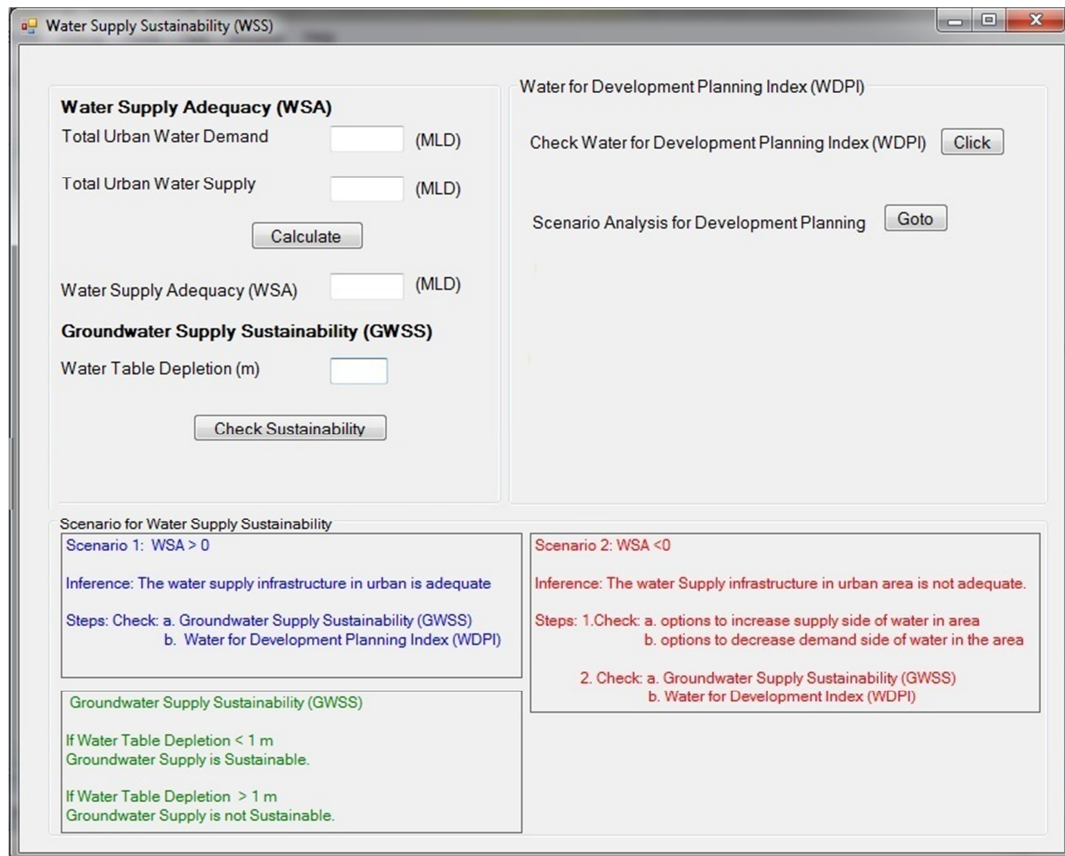 Water Supply Sustainability (WSS)
Water Supply Adequacy (WSA)
Total Urban Water Demand (MLD)
Total Urban Water Supply (MLD)
Calculate
Water Supply Adequacy (WSA) (MLD)
Groundwater Supply Sustainability (GWSS)
Water Table Depletion (m)
Check Sustainability
Water for Development Planning Index (WDPI)
Check Water for Development Planning Index (WDPI) Click
Scenario Analysis for Development Planning Goto
Scenario for Water Supply Sustainability
Scenario 1: WSA > 0
Inference: The water supply infrastructure in urban is adequate
Steps: Check: a. Groundwater Supply Sustainability (GWSS)
b. Water for Development Planning Index (WDPI)
Scenario 2: WSA <0
Inference: The water Supply infrastructure in urban area is not adequate.
Steps: 1.Check: a. options to increase supply side of water in area
b. options to decrease demand side of water in the area
2. Check: a. Groundwater Supply Sustainability (GWSS)
b. Water for Development Index (WDPI)
Groundwater Supply Sustainability (GWSS)
If Water Table Depletion < 1 m
Groundwater Supply is Sustainable.
If Water Table Depletion > 1 m
Groundwater Supply is not Sustainable.